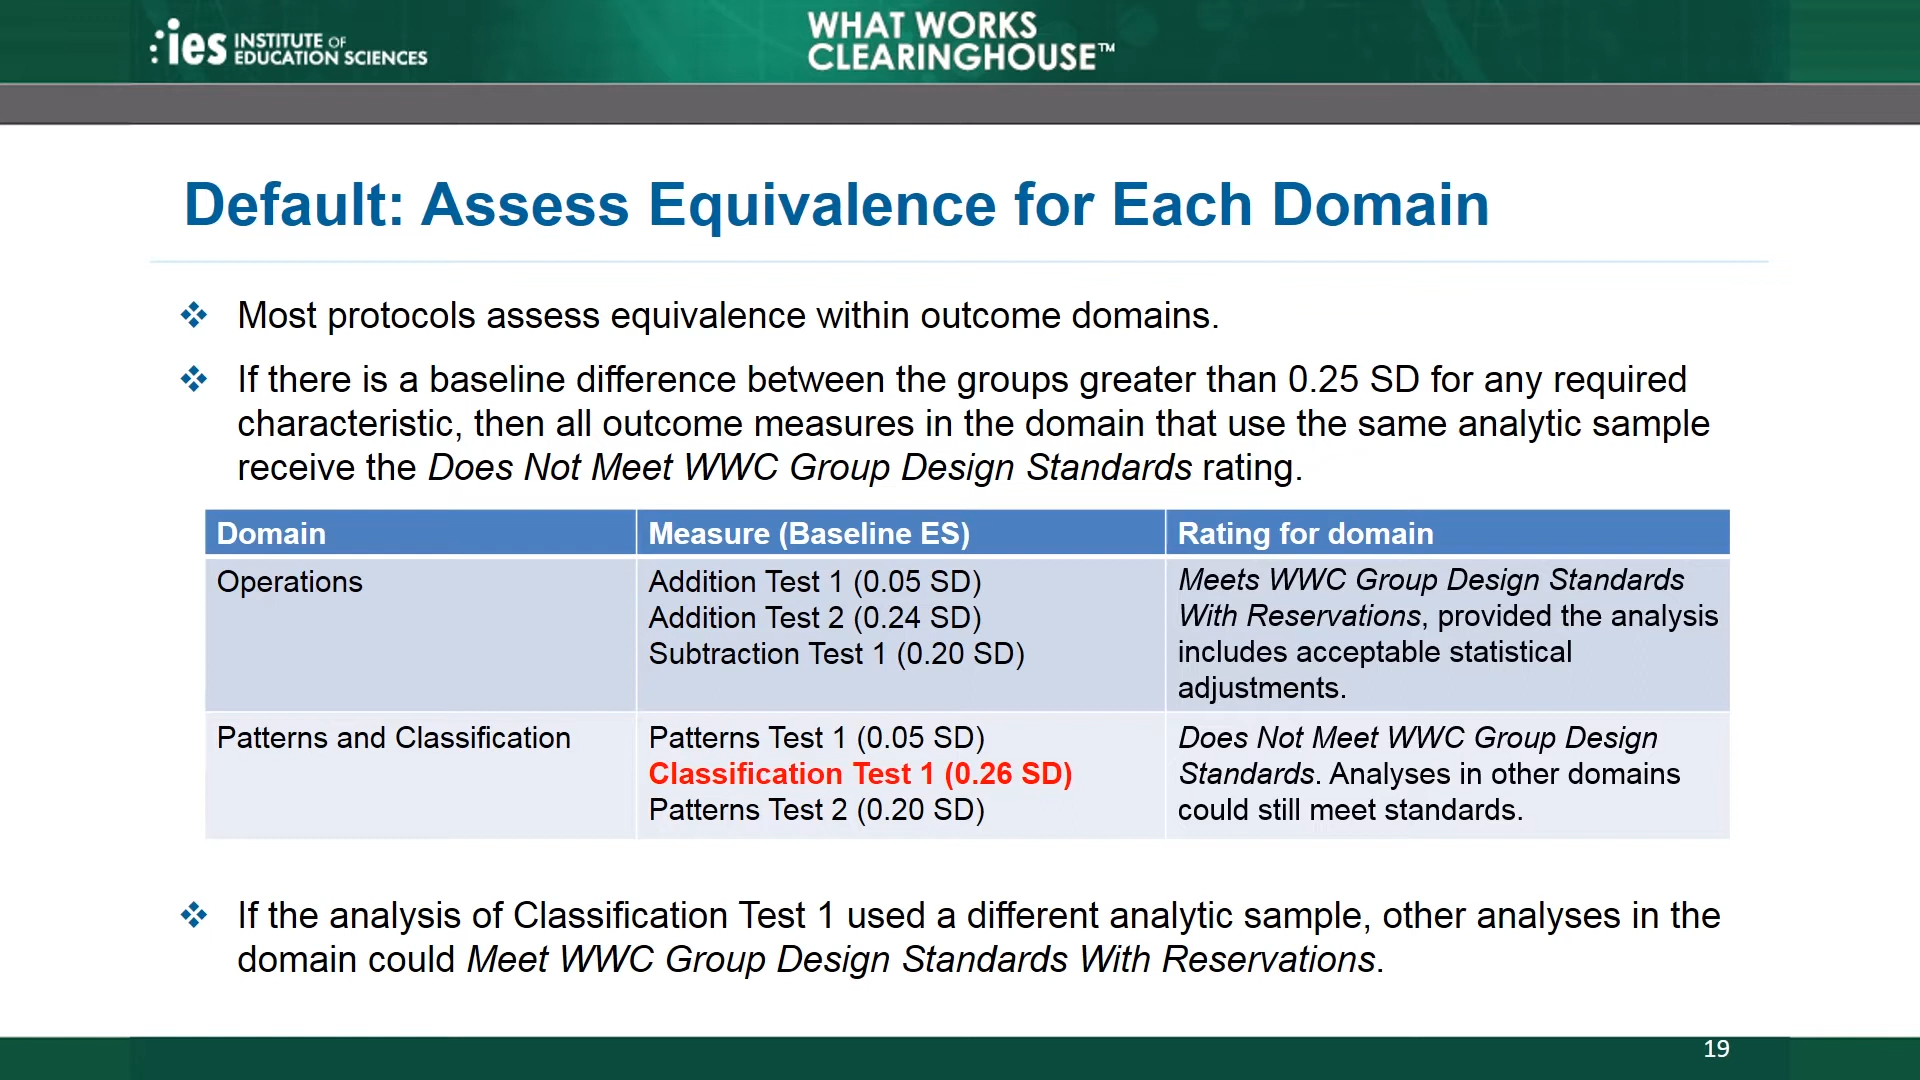 ies INSTITUTE OF
EDUCATION SCIENCES
WHAT WORKS
CLEARINGHOUSE™
Default: Assess Equivalence for Each Domain
❖ Most protocols assess equivalence within outcome domains.
❖ If there is a baseline difference between the groups greater than 0.25 SD for any required
characteristic, then all outcome measures in the domain that use the same analytic sample
receive the Does Not Meet WWC Group Design Standards rating.
Domain
Measure (Baseline ES)
Rating for domain
Operations
Addition Test 1 (0.05 SD)
Addition Test 2 (0.24 SD)
Subtraction Test 1 (0.20 SD)
Meets WWC Group Design Standards
With Reservations, provided the analysis
includes acceptable statistical
adjustments.
Patterns and Classification
Patterns Test 1 (0.05 SD)
Classification Test 1 (0.26 SD)
Patterns Test 2 (0.20 SD)
Does Not Meet WWC Group Design
Standards. Analyses in other domains
could still meet standards.
❖ If the analysis of Classification Test 1 used a different analytic sample, other analyses in the
domain could Meet WWC Group Design Standards With Reservations.
19